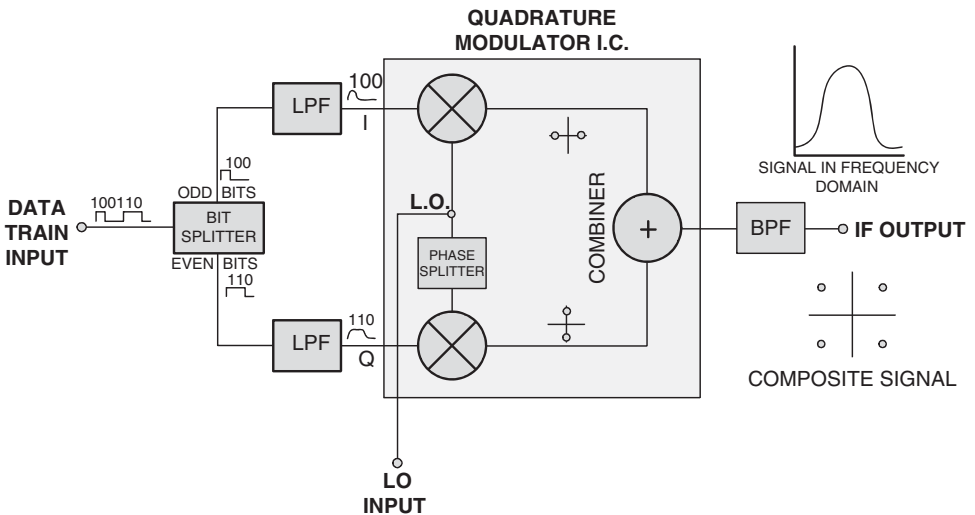 QUADRATURE
MODULATOR I.C.
LPF
100
I
100
ODD BITS
100110
DATA
TRAIN
INPUT
BIT
SPLITTER
EVEN BITS
110
LPF
110
Q
L.O.
PHASE
SPLITTER
COMBINER
+
SIGNAL IN FREQUENCY
DOMAIN
BPF
IF OUTPUT
COMPOSITE SIGNAL
LO
INPUT